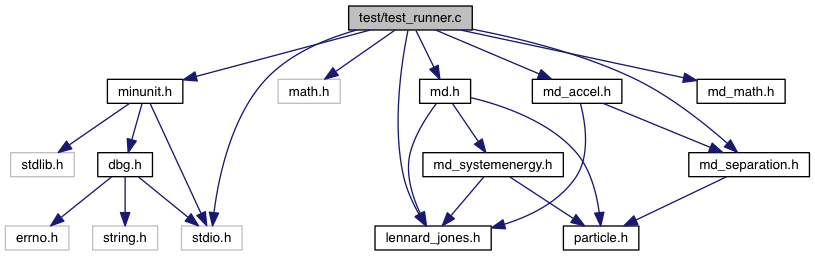 test/test_runner.c
minunit.h
math.h
md.h
md_accel.h
md_math.h
stdlib.h
dbg.h
md_systemenergy.h
md_separation.h
errno.h
string.h
stdio.h
lennard_jones.h
particle.h